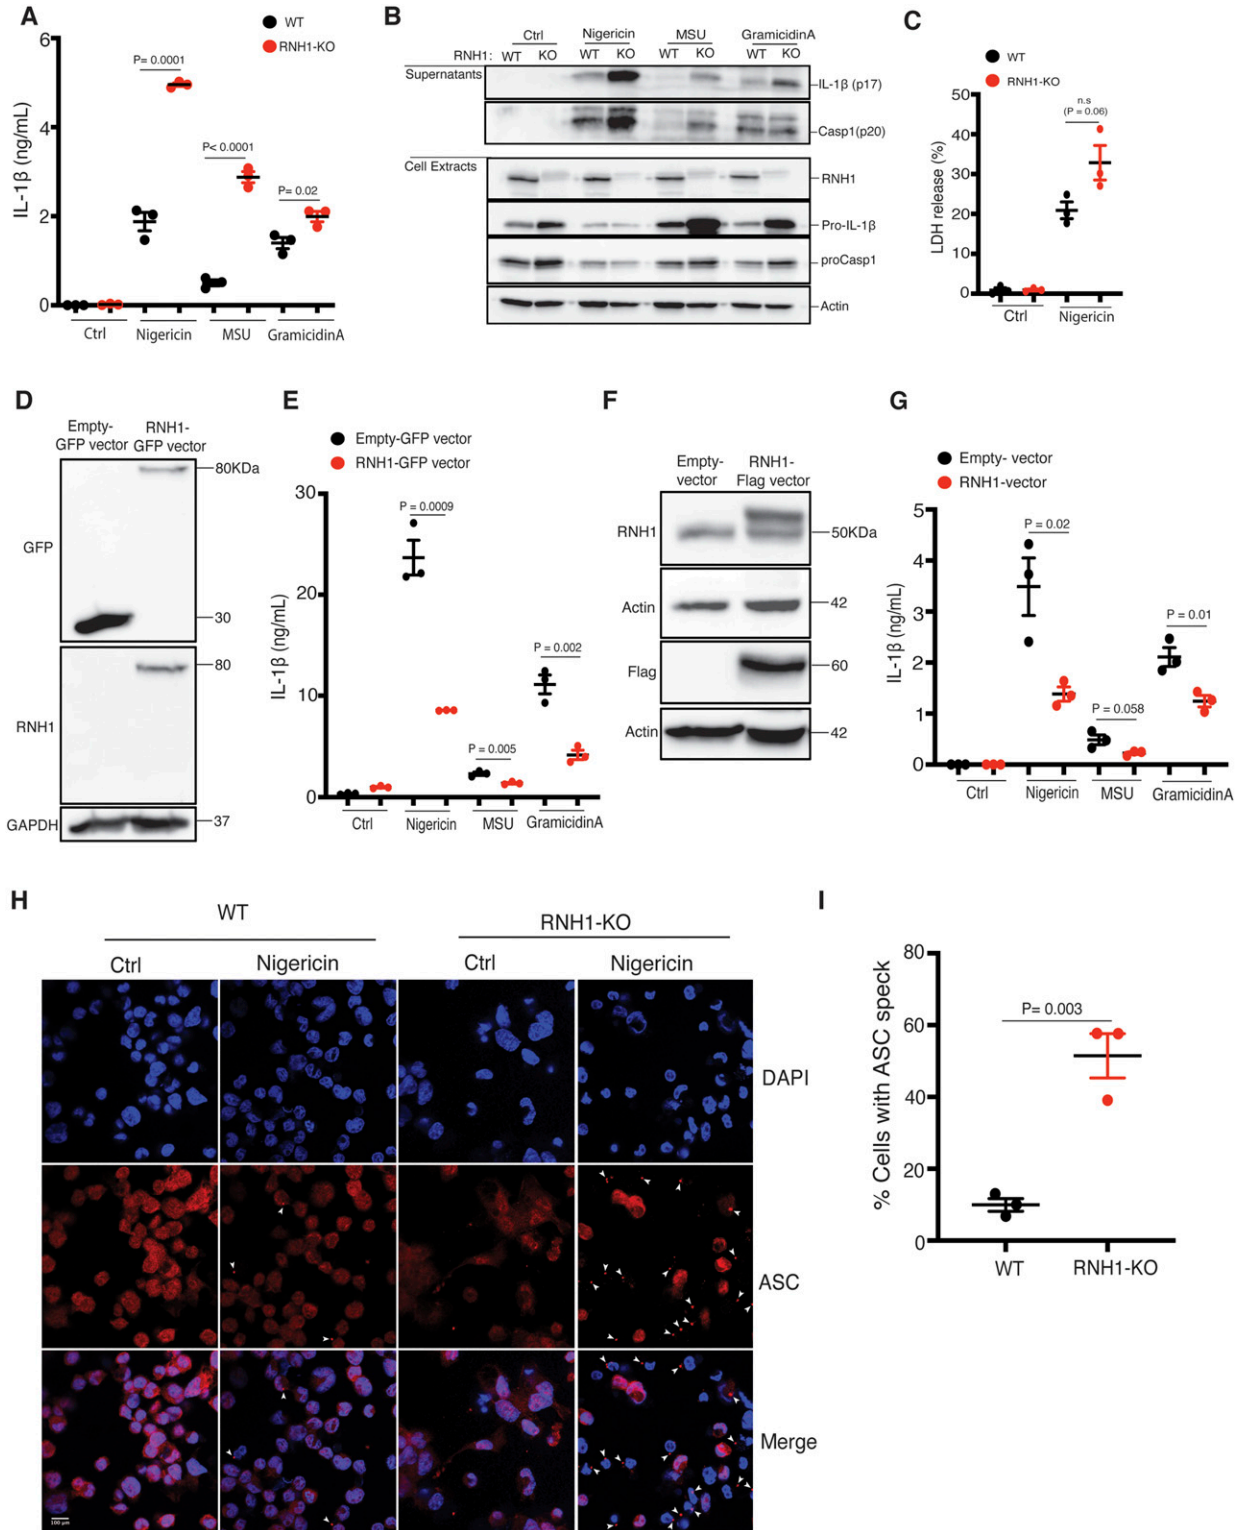 A
WT
RNH1-KO
6
4
2
0
IL-1β (ng/mL)
P= 0.0001
P< 0.0001
P= 0.02
Ctrl
Nigericin
MSU
GramicidinA
B
Ctrl
Nigericin
MSU
GramicidinA
RNH1: WT KO WT KO WT KO WT KO
Supernatants
IL-1β (p17)
Casp1(p20)
Cell Extracts
RNH1
Pro-IL-1β
proCasp1
Actin
C
WT
RNH1-KO
50
40
30
20
10
0
LDH release (%)
n.s
(P = 0.06)
Ctrl
Nigericin
D
Empty-
GFP vector
RNH1-
GFP vector
80KDa
GFP
30
80
RNH1
GAPDH
37
E
Empty-GFP vector
RNH1-GFP vector
30
20
10
0
IL-1β (ng/mL)
P = 0.0009
P = 0.005
P = 0.002
Ctrl
Nigericin
MSU
GramicidinA
F
Empty-
vector
RNH1-
Flag vector
RNH1
50KDa
Actin
42
Flag
60
Actin
42
G
Empty- vector
RNH1-vector
5
4
3
2
1
0
IL-1β (ng/mL)
P = 0.02
P = 0.058
P = 0.01
Ctrl
Nigericin
MSU
GramicidinA
H
WT
RNH1-KO
Ctrl
Nigericin
Ctrl
Nigericin
DAPI
ASC
Merge
100 µm
I
80
60
40
20
0
% Cells with ASC speck
P= 0.003
WT
RNH1-KO